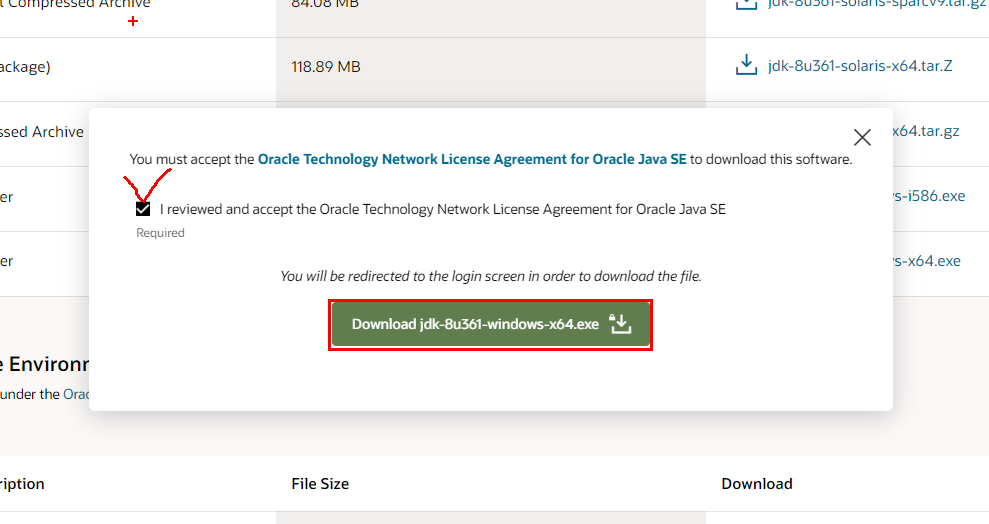 t Compressed Archive 84.08 MB jdk-8u361-solaris-sparcv9.tar.gz
ackage) 118.89 MB jdk-8u361-solaris-x64.tar.Z
ssed Archive x64.tar.gz
You must accept the Oracle Technology Network License Agreement for Oracle Java SE to download this software.
er s-i586.exe
I reviewed and accept the Oracle Technology Network License Agreement for Oracle Java SE
Required
er s-x64.exe
You will be redirected to the login screen in order to download the file.
Download jdk-8u361-windows-x64.exe
e Environm
under the Orac
ription File Size Download